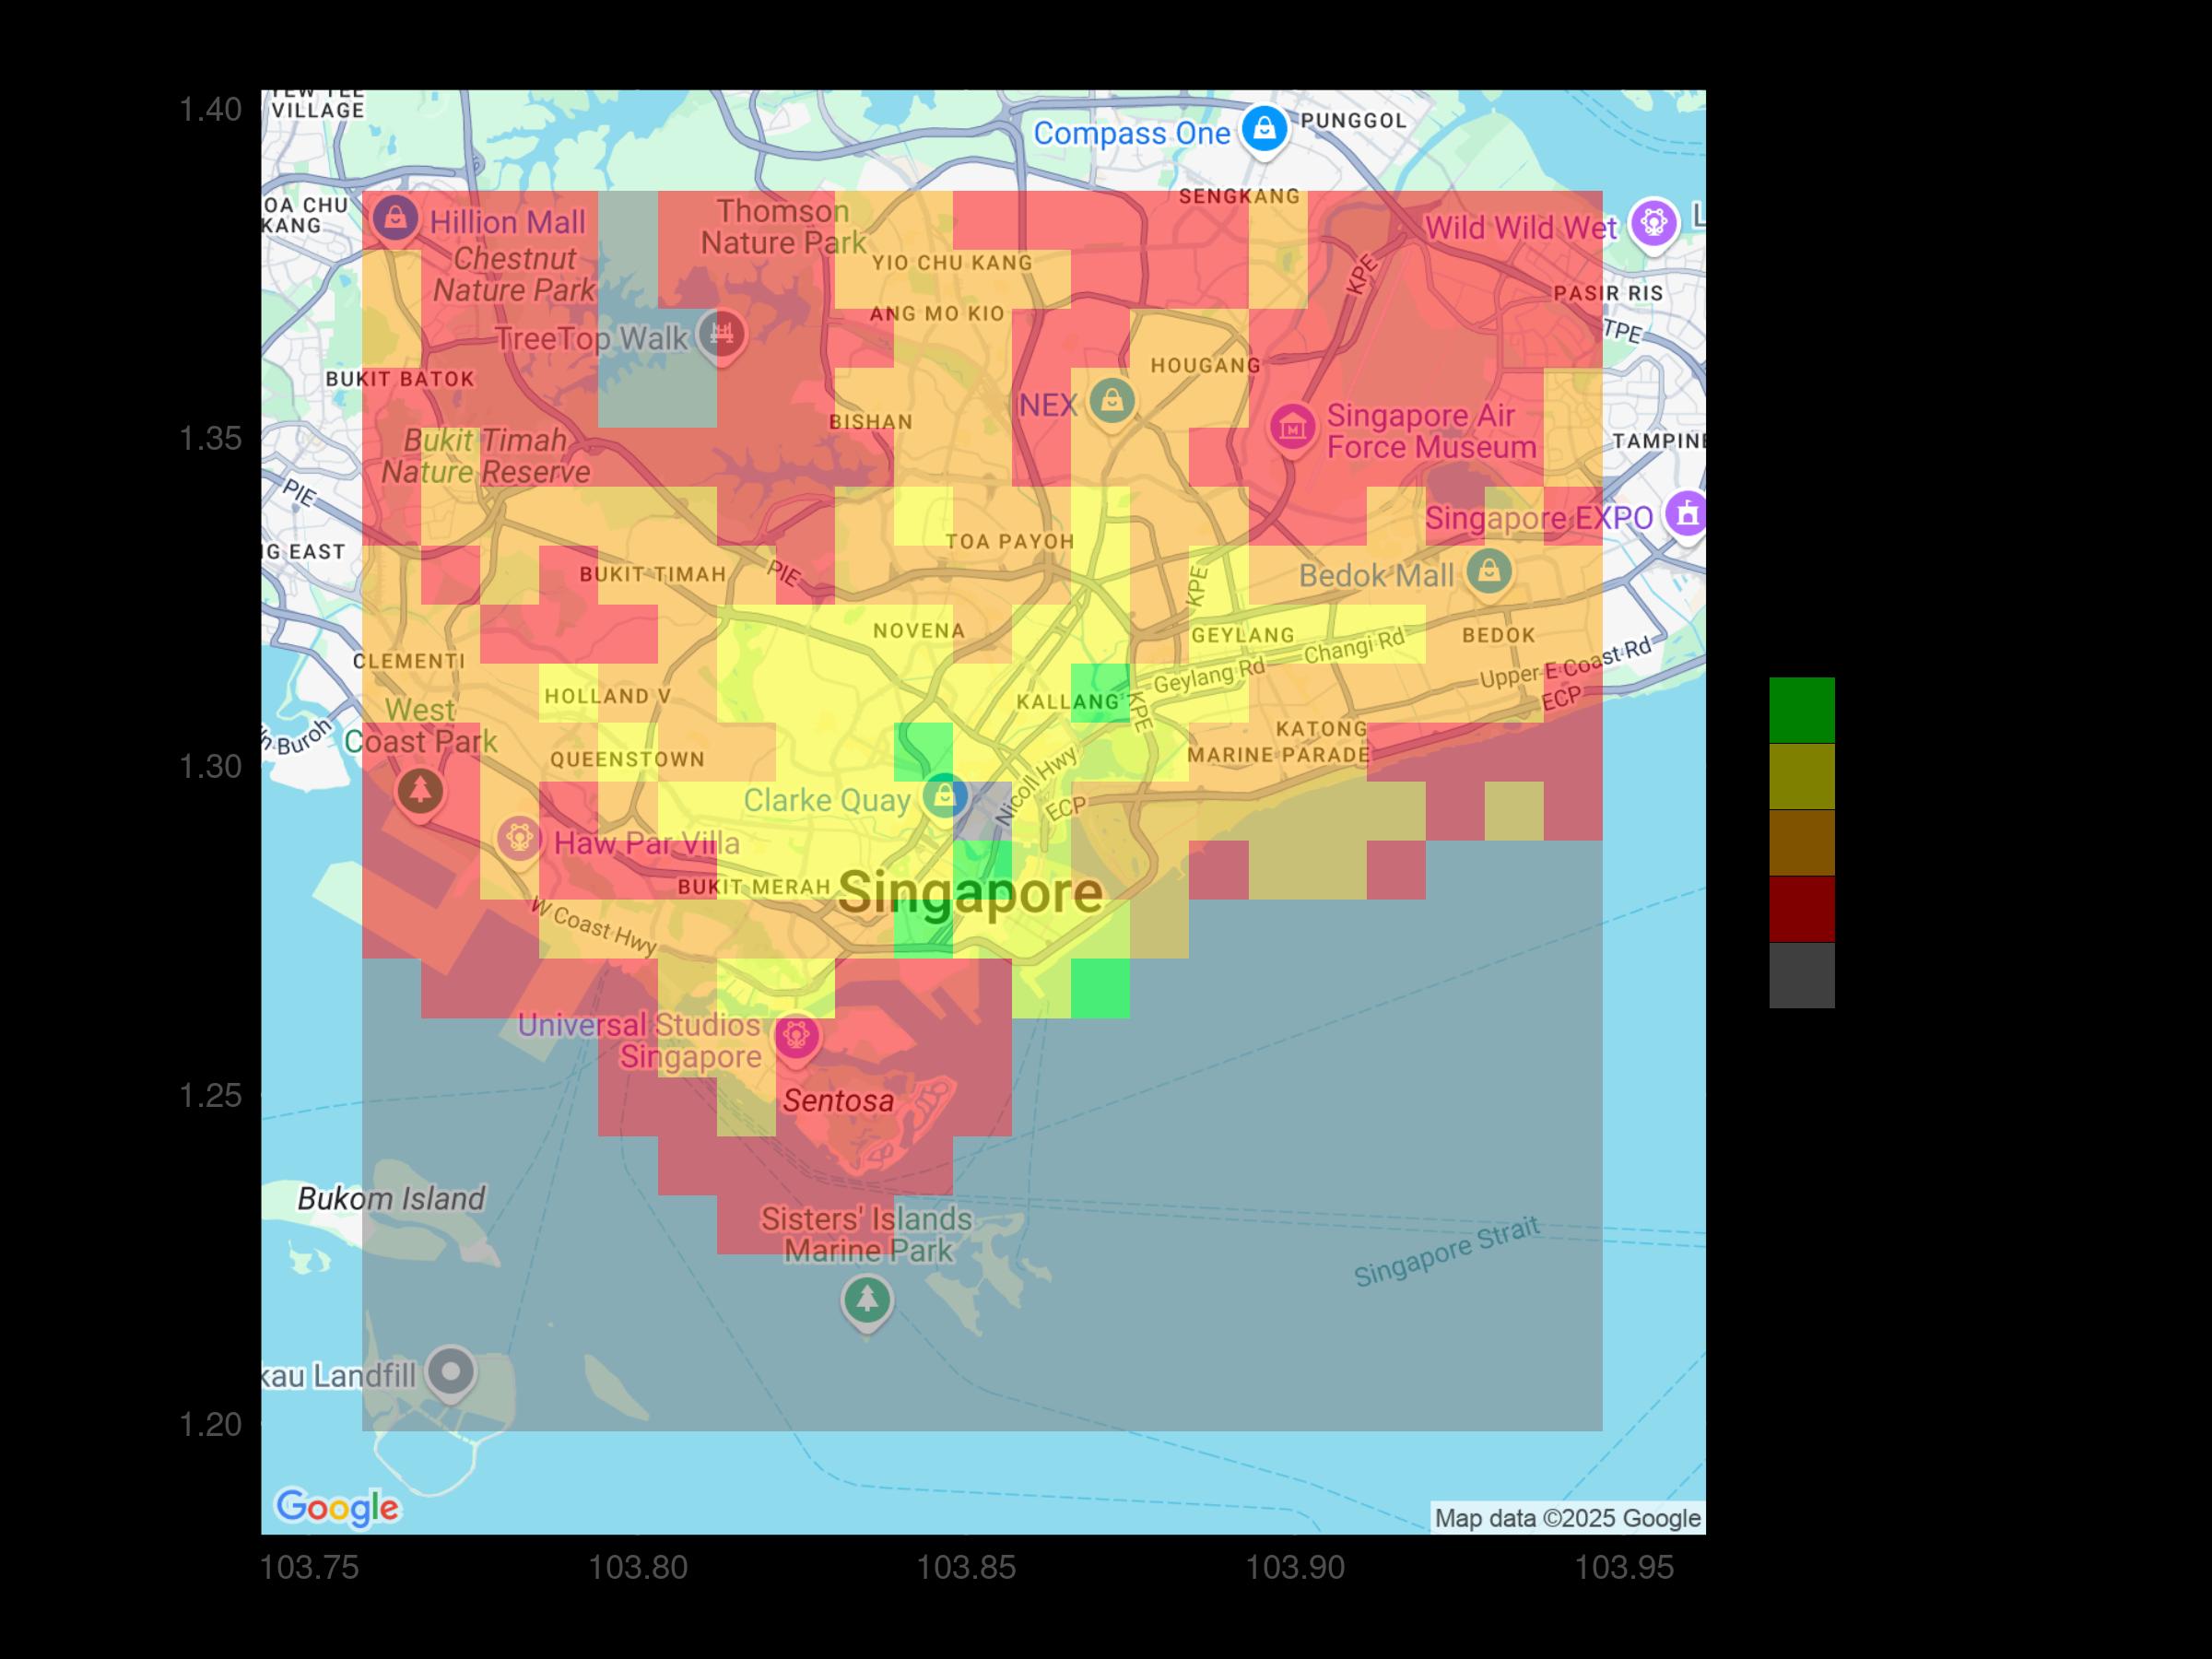 1.40
1.35
1.30
1.25
1.20
VILLAGE
Compass One
PUNGGOL
OA CHU
KANG
SENGKANG
Hillion Mall
Thomson
Nature Park
Wild Wild Wet
L
Chestnut
Nature Park
YIO CHU KANG
KPE
PASIR RIS
ANG MO KIO
TPE
TreeTop Walk
HOUGANG
BUKIT BATOK
NEX
Singapore Air
Force Museum
BISHAN
Bukit Timah
Nature Reserve
TAMPINE
PIE
Singapore EXPO
TOA PAYOH
NG EAST
BUKIT TIMAH
PIE
KPE
Bedok Mall
NOVENA
GEYLANG
Changi Rd
BEDOK
CLEMENTI
Geylang Rd
Upper E Coast Rd
ECP
HOLLAND V
KALLANG
KPE
West
Coast Park
n Buroh
KATONG
QUEENSTOWN
MARINE PARADE
Clarke Quay
Nicoll Hwy
ECP
Haw Par Villa
BUKIT MERAH
Singapore
W Coast Hwy
Universal Studios
Singapore
Sentosa
Bukom Island
Sisters' Islands
Marine Park
Singapore Strait
kau Landfill
Google
Map data ©2025 Google
103.75
103.80
103.85
103.90
103.95